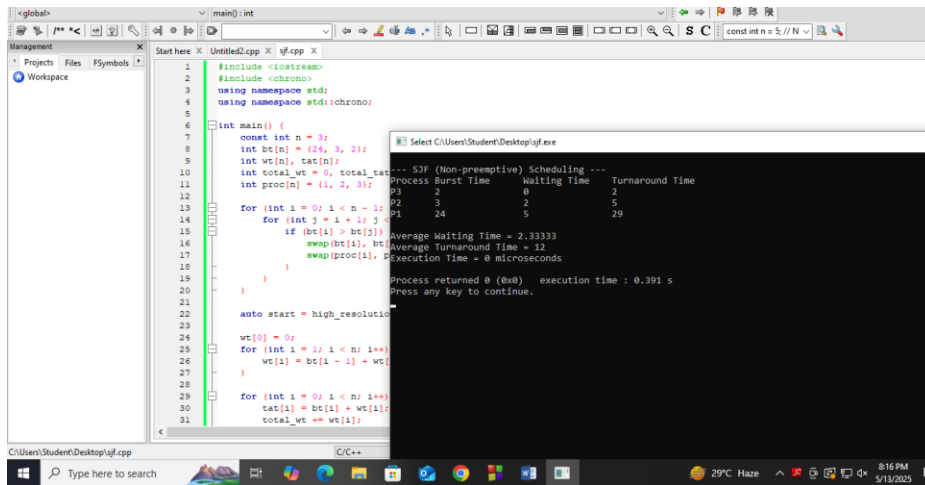 <global>
main() : int
/** *<
S C
const int n = 5; // N
Management
Projects Files FSymbols
Workspace
Start here X Untitled2.cpp X sjf.cpp X
1 #include <iostream>
2 #include <chrono>
3 using namespace std;
4 using namespace std::chrono;
5
6 int main() {
7 const int n = 3;
8 int bt[n] = {24, 3, 2};
9 int wt[n], tat[n];
10 int total_wt = 0, total_tat
11 int proc[n] = {1, 2, 3};
12
13 for (int i = 0; i < n - 1;
14 for (int j = i + 1; j <
15 if (bt[i] > bt[j])
16 swap(bt[i], bt[
17 swap(proc[i], p
18 }
19 }
20 }
21
22 auto start = high_resolutio
23
24 wt[0] = 0;
25 for (int i = 1; i < n; i++)
26 wt[i] = bt[i - 1] + wt[
27 }
28
29 for (int i = 0; i < n; i++)
30 tat[i] = bt[i] + wt[i];
31 total_wt += wt[i];
Select C:\Users\Student\Desktop\sjf.exe
--- SJF (Non-preemptive) Scheduling ---
Process Burst Time Waiting Time Turnaround Time
P3 2 0 2
P2 3 2 5
P1 24 5 29
Average Waiting Time = 2.33333
Average Turnaround Time = 12
Execution Time = 0 microseconds
Process returned 0 (0x0) execution time : 0.391 s
Press any key to continue.
C:\Users\Student\Desktop\sjf.cpp
C/C++
Type here to search
29°C Haze
8:16 PM
5/13/2025